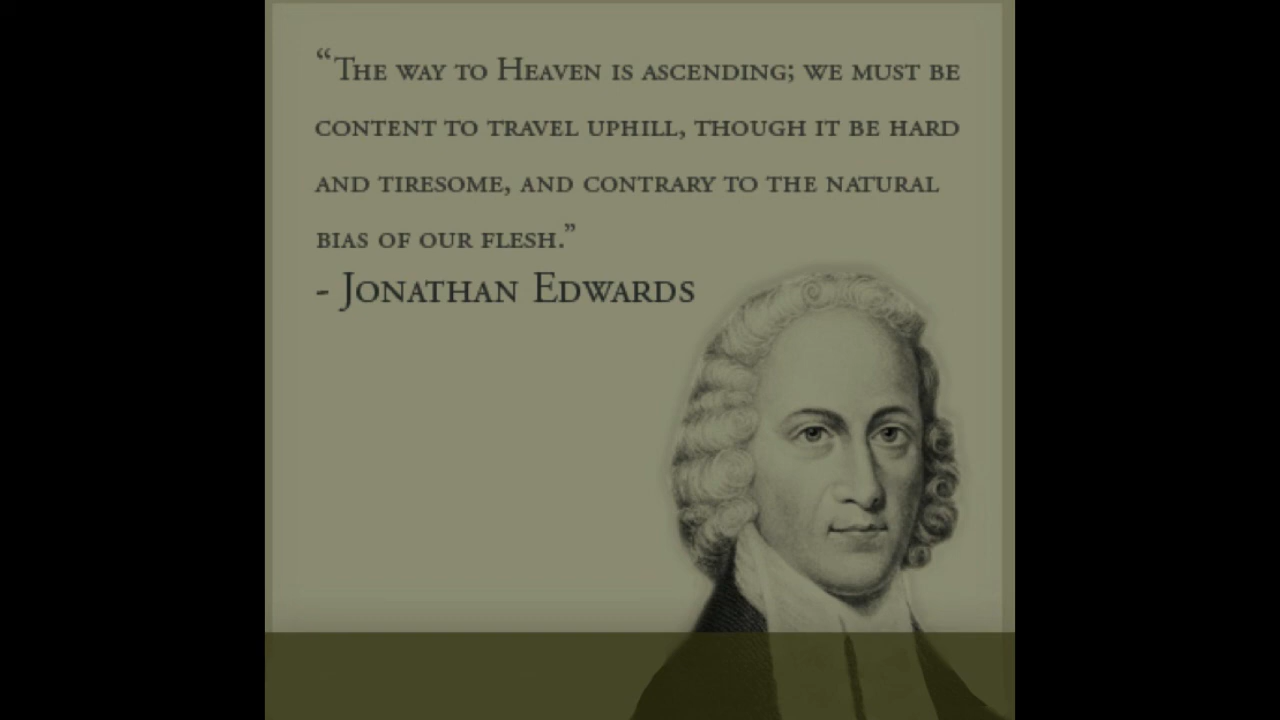 “The way to Heaven is ascending; we must be
content to travel uphill, though it be hard
and tiresome, and contrary to the natural
bias of our flesh.”
- Jonathan Edwards